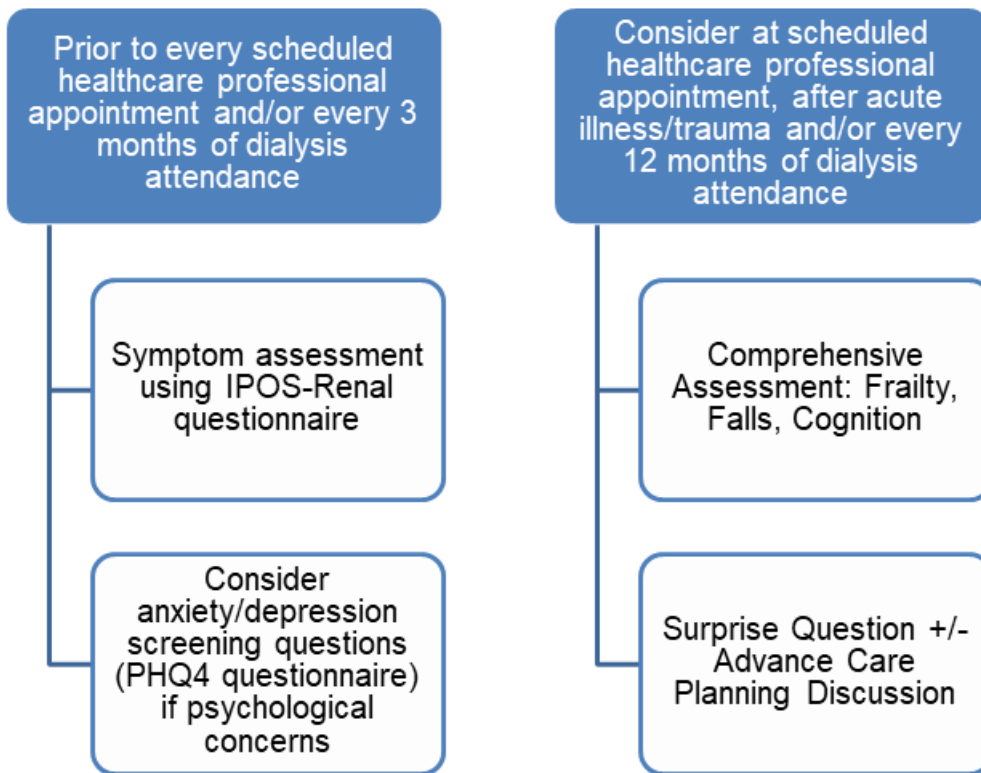 Prior to every scheduled
healthcare professional
appointment and/or every 3
months of dialysis
attendance
Symptom assessment
using IPOS-Renal
questionnaire
Consider
anxiety/depression
screening questions
(PHQ4 questionnaire)
if psychological
concerns
Consider at scheduled
healthcare professional
appointment, after acute
illness/trauma and/or every
12 months of dialysis
attendance
Comprehensive
Assessment: Frailty,
Falls, Cognition
Surprise Question +/-
Advance Care
Planning Discussion